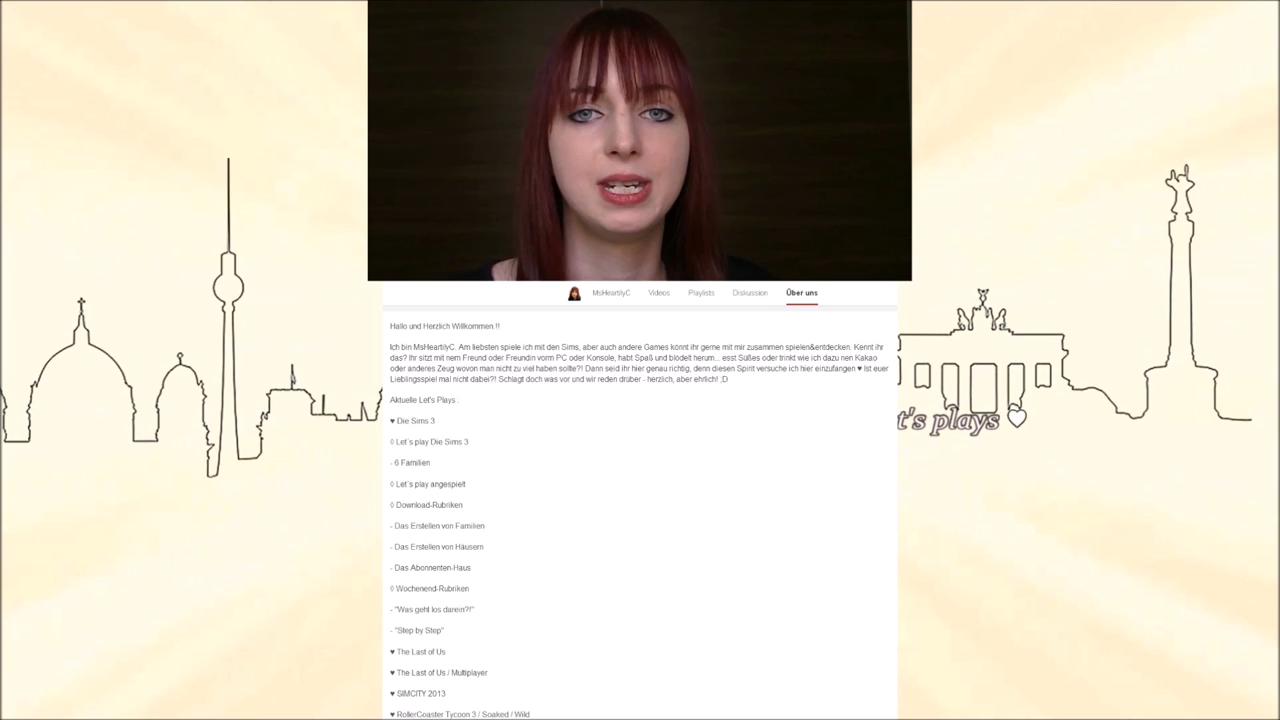 MsHeartilyC Videos Playlists Diskussion Über uns
Hallo und Herzlich Willkommen !!
Ich bin MsHeartilyC. Am liebsten spiele ich mit den Sims, aber auch andere Games könnt ihr gerne mit mir zusammen spielen&entdecken. Kennt ihr
das? Ihr sitzt mit nem Freund oder Freundin vorm PC oder Konsole, habt Spaß und blödelt herum... esst Süßes oder trinkt wie ich dazu nen Kakao
oder anderes Zeug wovon man nicht zu viel haben sollte?! Dann seid ihr hier genau richtig, denn diesen Spirit versuche ich hier einzufangen ♥ Ist euer
Lieblingsspiel mal nicht dabei?! Schlagt doch was vor und wir reden drüber - herzlich, aber ehrlich! ;D
Aktuelle Let's Plays :
♥ Die Sims 3
◊ Let´s play Die Sims 3
- 6 Familien
◊ Let´s play angespielt
◊ Download-Rubriken
- Das Erstellen von Familien
- Das Erstellen von Häusern
- Das Abonnenten-Haus
◊ Wochenend-Rubriken
- "Was geht los darein?!"
- "Step by Step"
♥ The Last of Us
♥ The Last of Us / Multiplayer
♥ SIMCITY 2013
♥ RollerCoaster Tycoon 3 / Soaked / Wild
t's plays ♡